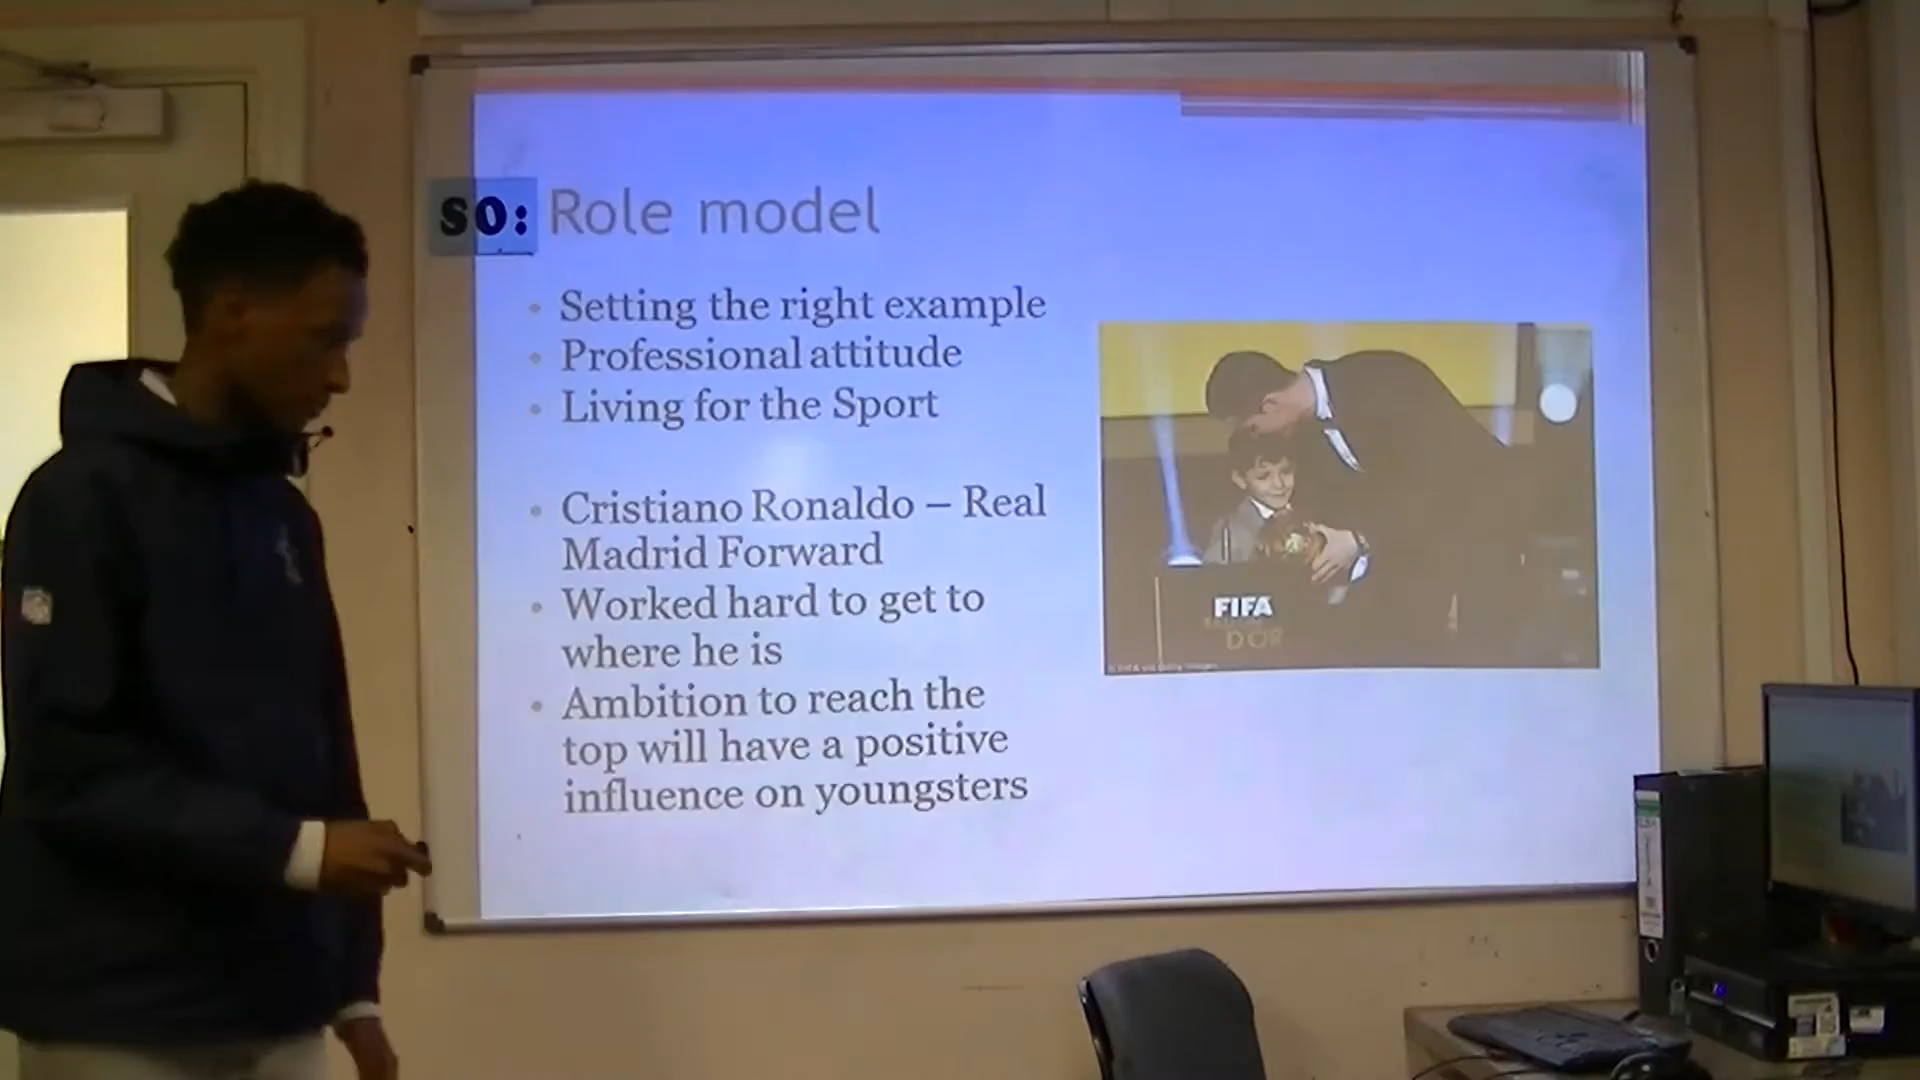 SO: Role model
Setting the right example
Professional attitude
Living for the Sport
Cristiano Ronaldo – Real
Madrid Forward
Worked hard to get to
where he is
Ambition to reach the
top will have a positive
influence on youngsters
FIFA
D'OR